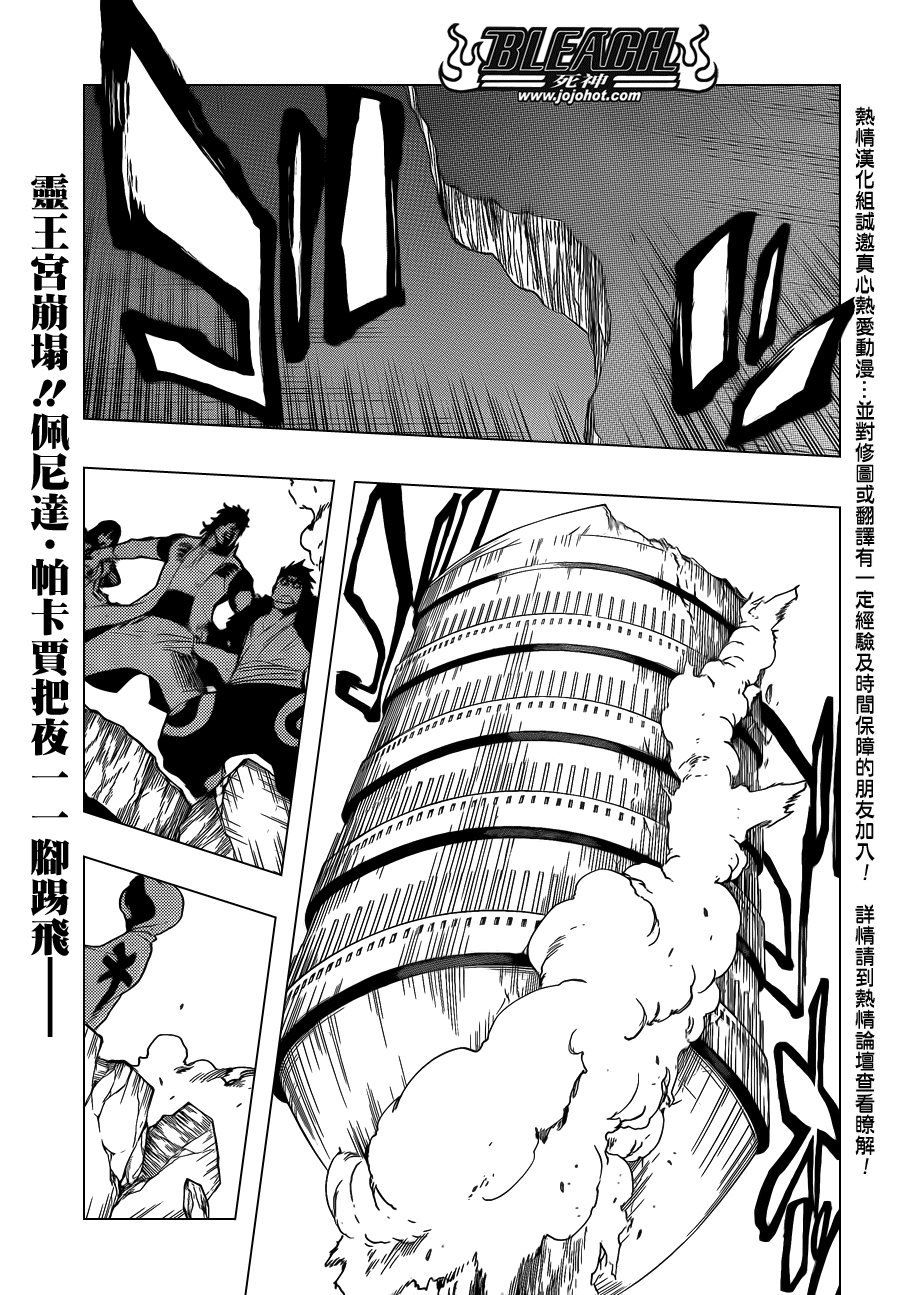 BLEACH
死神
www.jojohot.com
熱情漢化組誠邀真心熱愛動漫…並對修圖或翻譯有一定經驗及時間保障的朋友加入！ 詳情請到熱情論壇查看瞭解！
靈王宮崩塌!!佩尼達・帕卡賈把夜一一腳踢飛——